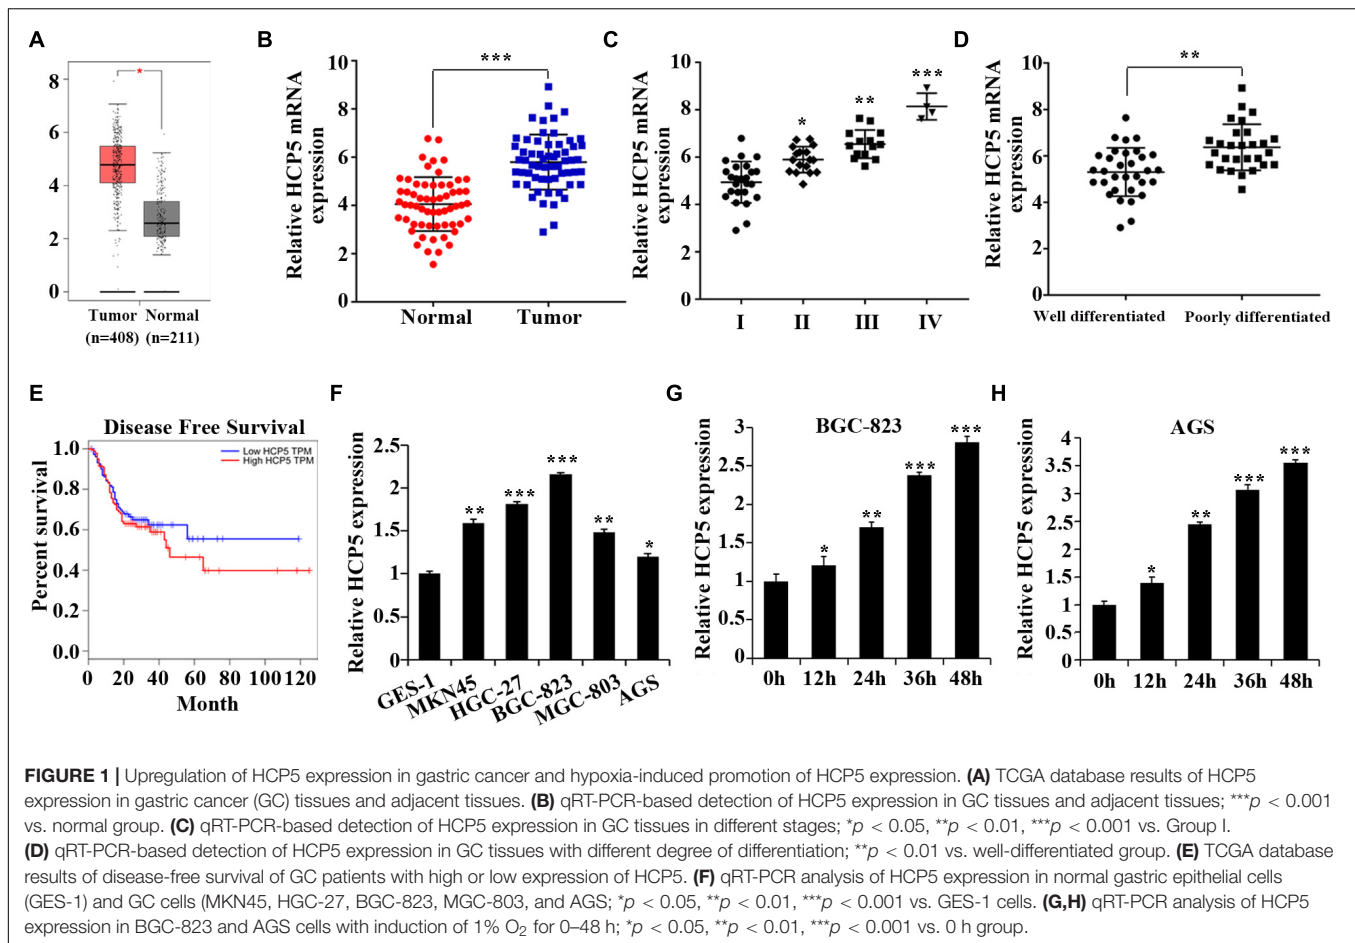 A
8
6
4
2
0
*
Tumor Normal
(n=408) (n=211)
B
Relative HCP5 mRNA
expression
10
8
6
4
2
0
***
Normal Tumor
C
Relative HCP5 mRNA
expression
10
8
6
4
2
0
*
**
***
I II III IV
D
Relative HCP5 mRNA
expression
10
8
6
4
2
0
**
Well differentiated Poorly differentiated
E
Disease Free Survival
Low HCP5 TPM
High HCP5 TPM
Percent survival
1.0
0.8
0.6
0.4
0.2
0.0
0 20 40 60 80 100 120
Month
F
Relative HCP5 expression
2.5
2
1.5
1
0.5
0
**
***
***
**
*
GES-1 MKN45 HGC-27 BGC-823 MGC-803 AGS
G
BGC-823
Relative HCP5 expression
3
2.5
2
1.5
1
0.5
0
*
**
***
***
0h 12h 24h 36h 48h
H
AGS
Relative HCP5 expression
4
3.5
3
2.5
2
1.5
1
0.5
0
*
**
***
***
0h 12h 24h 36h 48h
FIGURE 1 | Upregulation of HCP5 expression in gastric cancer and hypoxia-induced promotion of HCP5 expression. (A) TCGA database results of HCP5
expression in gastric cancer (GC) tissues and adjacent tissues. (B) qRT-PCR-based detection of HCP5 expression in GC tissues and adjacent tissues; ***p < 0.001
vs. normal group. (C) qRT-PCR-based detection of HCP5 expression in GC tissues in different stages; *p < 0.05, **p < 0.01, ***p < 0.001 vs. Group I.
(D) qRT-PCR-based detection of HCP5 expression in GC tissues with different degree of differentiation; **p < 0.01 vs. well-differentiated group. (E) TCGA database
results of disease-free survival of GC patients with high or low expression of HCP5. (F) qRT-PCR analysis of HCP5 expression in normal gastric epithelial cells
(GES-1) and GC cells (MKN45, HGC-27, BGC-823, MGC-803, and AGS; *p < 0.05, **p < 0.01, ***p < 0.001 vs. GES-1 cells. (G,H) qRT-PCR analysis of HCP5
expression in BGC-823 and AGS cells with induction of 1% O₂ for 0–48 h; *p < 0.05, **p < 0.01, ***p < 0.001 vs. 0 h group.